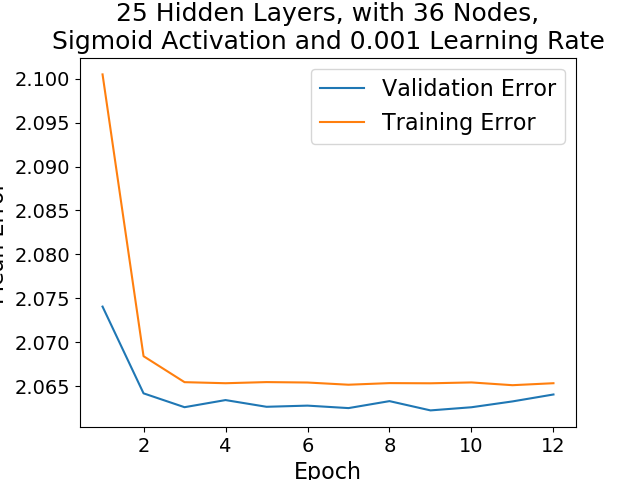 25 Hidden Layers, with 36 Nodes,
Sigmoid Activation and 0.001 Learning Rate
Validation Error
Training Error
2.100
2.095
2.090
2.085
2.080
2.075
2.070
2.065
2 4 6 8 10 12
Epoch